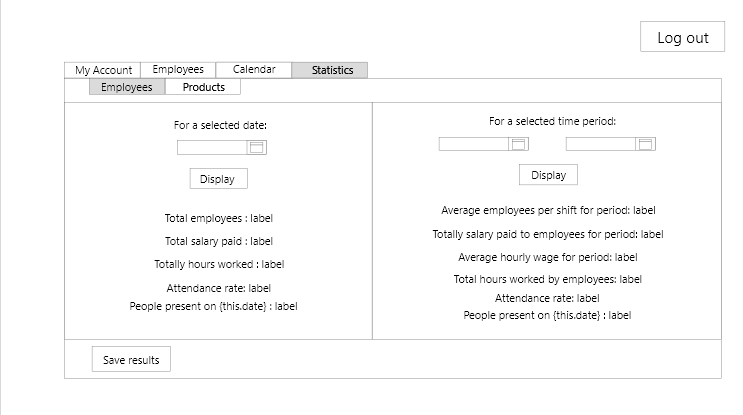 Log out
My Account Employees Calendar Statistics
Employees Products
For a selected date:
Display
Total employees : label
Total salary paid : label
Totally hours worked : label
Attendance rate: label
People present on {this.date} : label
For a selected time period:
Display
Average employees per shift for period: label
Totally salary paid to employees for period: label
Average hourly wage for period: label
Total hours worked by employees: label
Attendance rate: label
People present on {this.date} : label
Save results